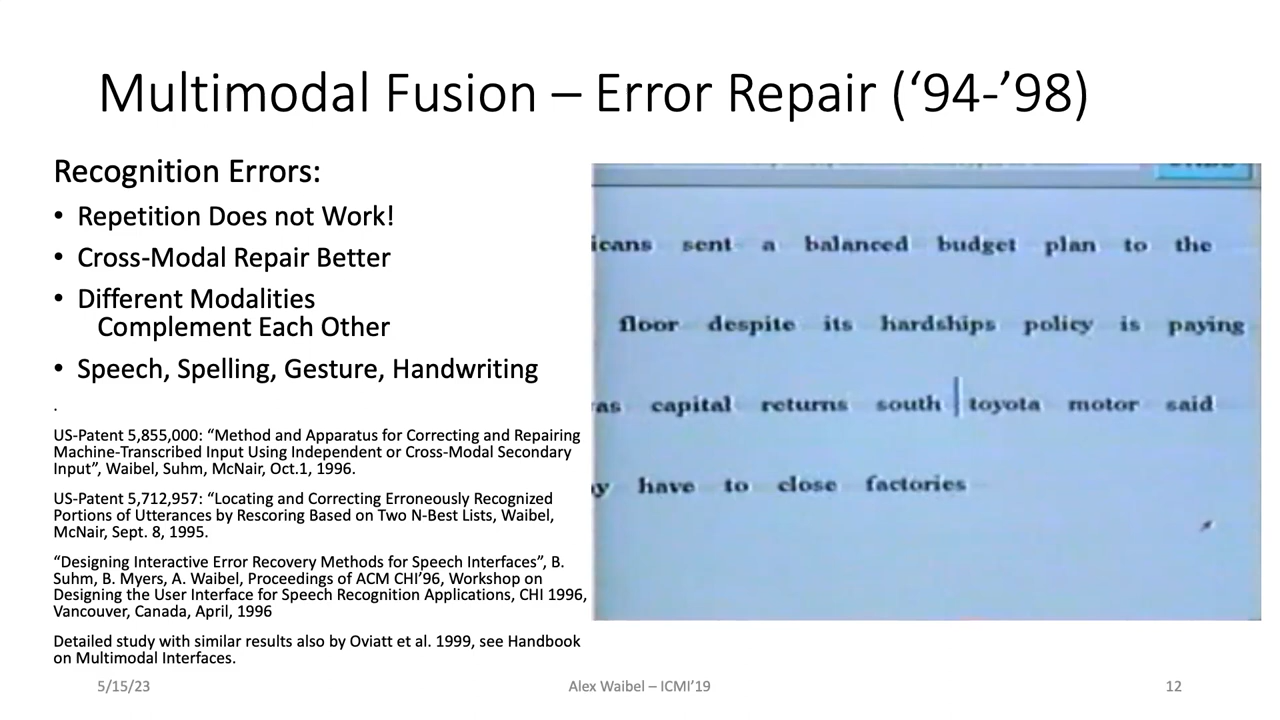 Multimodal Fusion – Error Repair (‘94-’98)
Recognition Errors:
• Repetition Does not Work!
• Cross-Modal Repair Better
• Different Modalities
Complement Each Other
• Speech, Spelling, Gesture, Handwriting
.
US-Patent 5,855,000: “Method and Apparatus for Correcting and Repairing
Machine-Transcribed Input Using Independent or Cross-Modal Secondary
Input”, Waibel, Suhm, McNair, Oct.1, 1996.
US-Patent 5,712,957: “Locating and Correcting Erroneously Recognized
Portions of Utterances by Rescoring Based on Two N-Best Lists, Waibel,
McNair, Sept. 8, 1995.
“Designing Interactive Error Recovery Methods for Speech Interfaces”, B.
Suhm, B. Myers, A. Waibel, Proceedings of ACM CHI’96, Workshop on
Designing the User Interface for Speech Recognition Applications, CHI 1996,
Vancouver, Canada, April, 1996
Detailed study with similar results also by Oviatt et al. 1999, see Handbook
on Multimodal Interfaces.
icans sent a balanced budget plan to the
floor despite its hardships policy is paying
as capital returns south toyota motor said
y have to close factories
5/15/23
Alex Waibel – ICMI’19
12